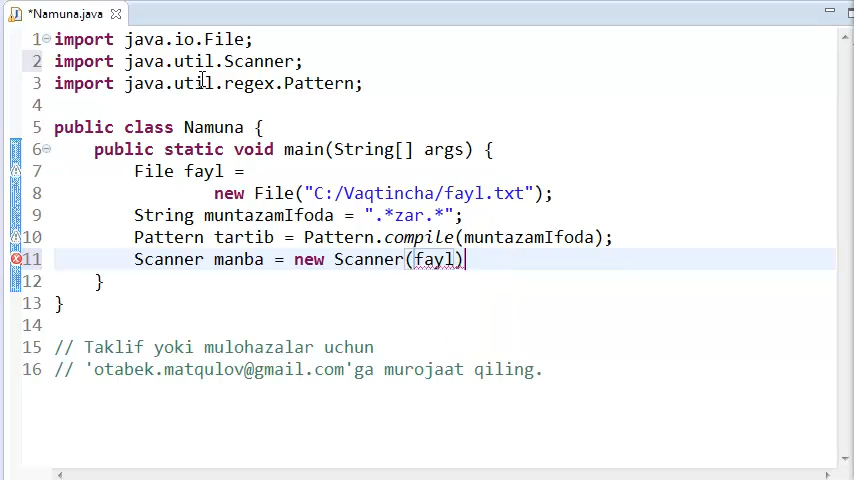 *Namuna.java
1 import java.io.File;
2 import java.util.Scanner;
3 import java.util.regex.Pattern;
4
5 public class Namuna {
6 public static void main(String[] args) {
7 File fayl =
8 new File("C:/Vaqtincha/fayl.txt");
9 String muntazamIfoda = ".*zar.*";
10 Pattern tartib = Pattern.compile(muntazamIfoda);
11 Scanner manba = new Scanner(fayl)
12 }
13 }
14
15 // Taklif yoki mulohazalar uchun
16 // 'otabek.matqulov@gmail.com'ga murojaat qiling.